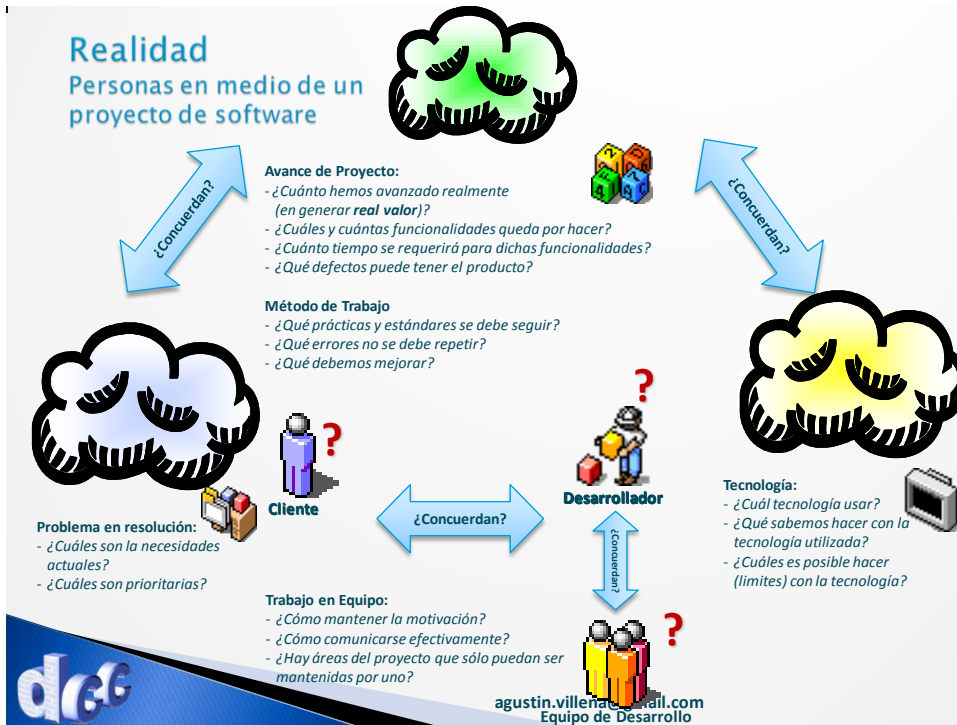 Realidad
Personas en medio de un
proyecto de software
¿Concuerdan?
¿Concuerdan?
Avance de Proyecto:
- ¿Cuánto hemos avanzado realmente
(en generar real valor)?
- ¿Cuáles y cuántas funcionalidades queda por hacer?
- ¿Cuánto tiempo se requerirá para dichas funcionalidades?
- ¿Qué defectos puede tener el producto?
Método de Trabajo
- ¿Qué prácticas y estándares se debe seguir?
- ¿Qué errores no se debe repetir?
- ¿Qué debemos mejorar?
?
?
Cliente
Desarrollador
¿Concuerdan?
¿Concuerdan?
Problema en resolución:
- ¿Cuáles son la necesidades
actuales?
- ¿Cuáles son prioritarias?
Tecnología:
- ¿Cuál tecnología usar?
- ¿Qué sabemos hacer con la
tecnología utilizada?
- ¿Cuáles es posible hacer
(limites) con la tecnología?
Trabajo en Equipo:
- ¿Cómo mantener la motivación?
- ¿Cómo comunicarse efectivamente?
- ¿Hay áreas del proyecto que sólo puedan ser
mantenidas por uno?
?
dcc
Equipo de Desarrollo